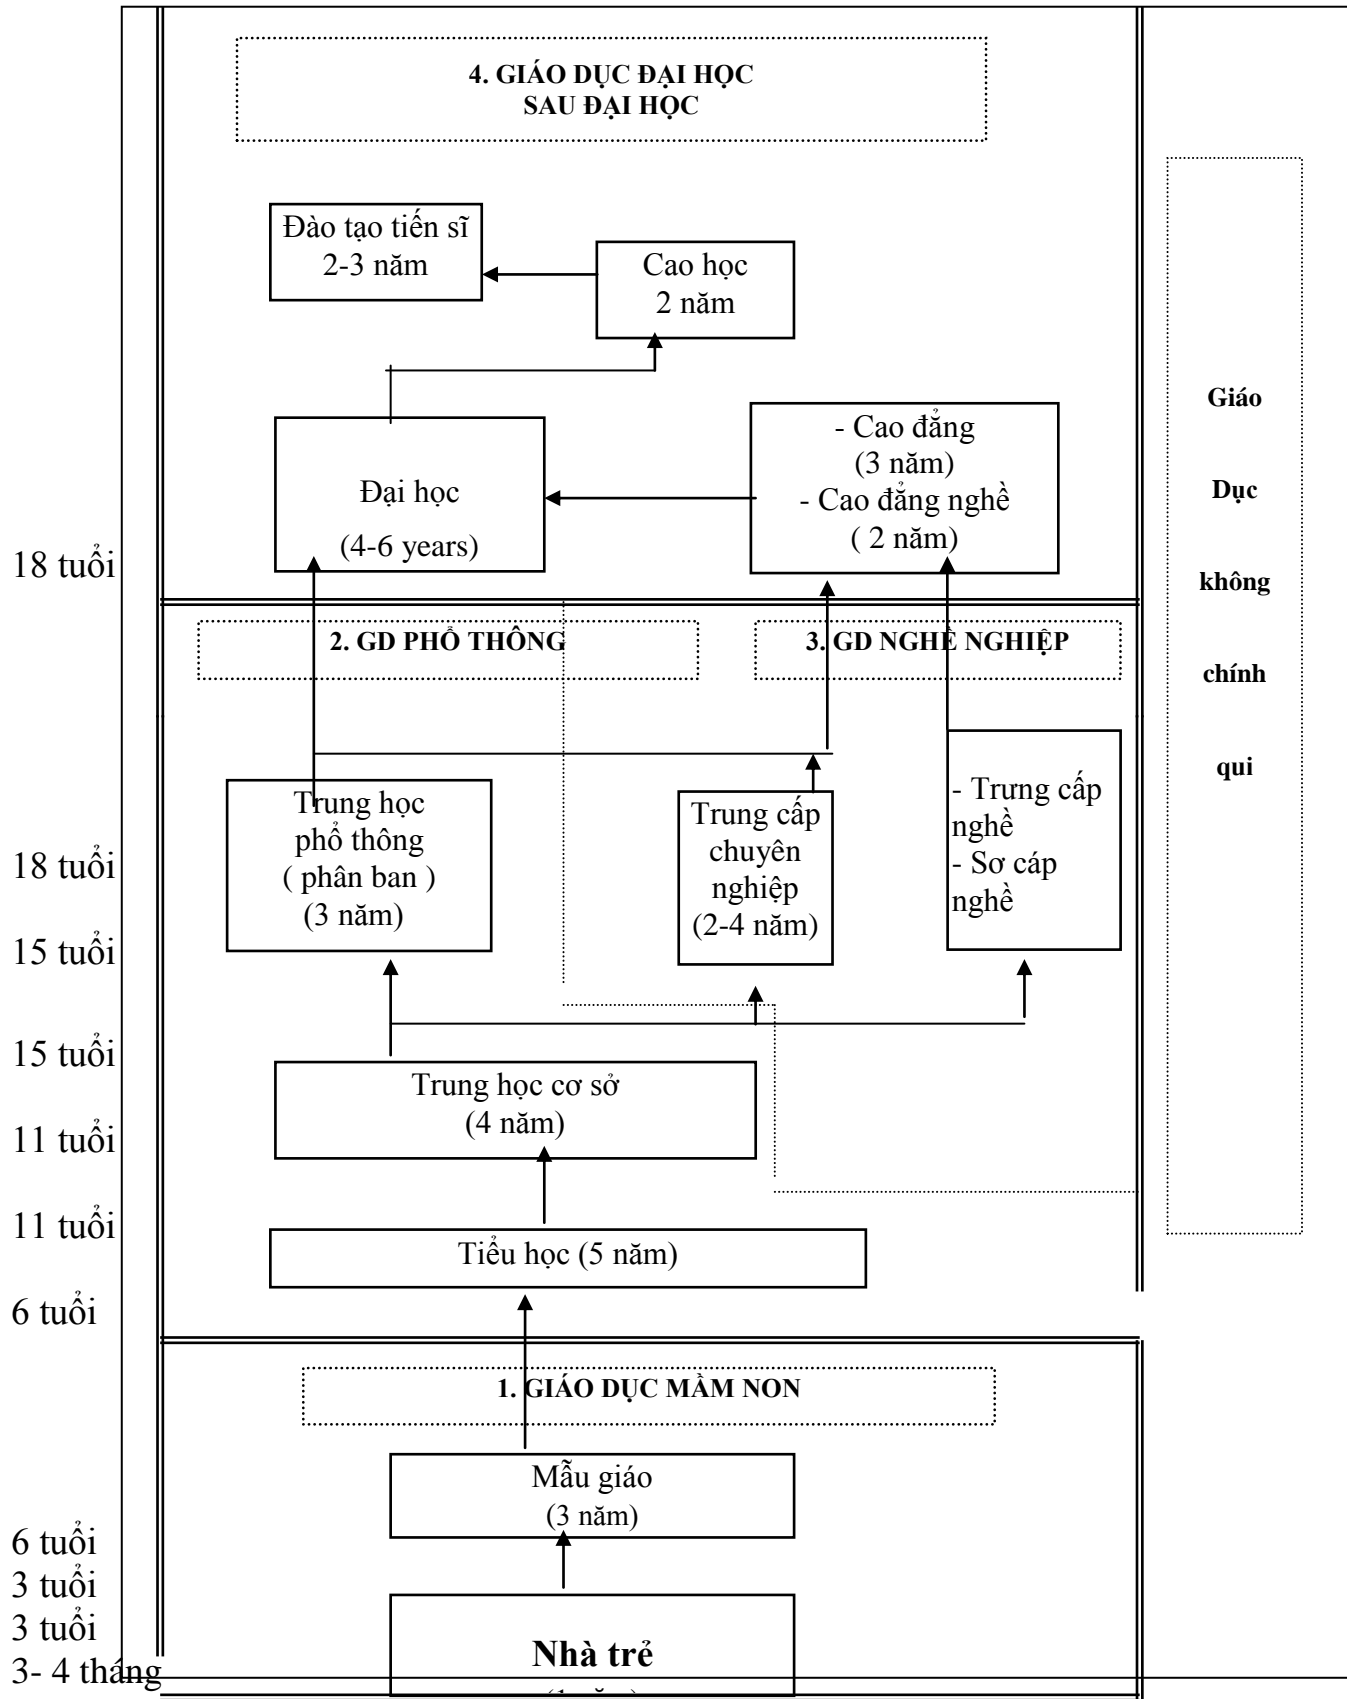 4. GIÁO DỤC ĐẠI HỌC
SAU ĐẠI HỌC
Đào tạo tiến sĩ
2-3 năm
Cao học
2 năm
- Cao đẳng
(3 năm)
- Cao đẳng nghề
( 2 năm)
Đại học
(4-6 years)
18 tuổi
2. GD PHỔ THÔNG
3. GD NGHỀ NGHIỆP
Trung học
phổ thông
( phân ban )
(3 năm)
Trung cấp
chuyên
nghiệp
(2-4 năm)
- Trưng cấp
nghề
- Sơ cáp
nghề
18 tuổi
15 tuổi
15 tuổi
Trung học cơ sở
(4 năm)
11 tuổi
11 tuổi
Tiểu học (5 năm)
6 tuổi
1. GIÁO DỤC MẦM NON
Mẫu giáo
(3 năm)
6 tuổi
3 tuổi
3 tuổi
Nhà trẻ
3- 4 tháng
Giáo
Dục
không
chính
qui